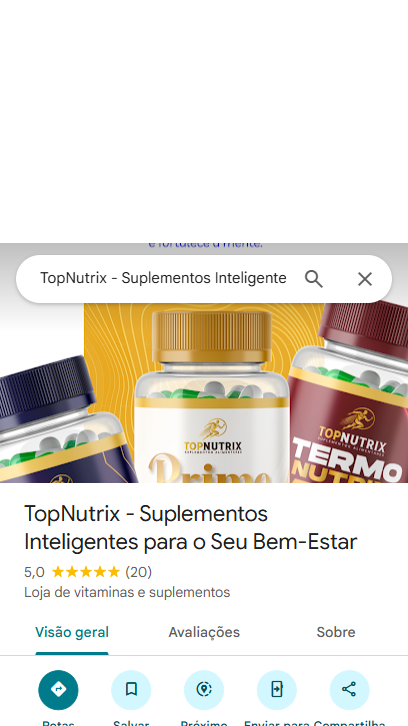 e fortalece a mente.
TopNutrix - Suplementos Inteligente
TOPNUTRIX
SUPLEMENTOS ALIMENTARES
Prime
TOPNUTRIX
SUPLEMENTOS ALIMENTARES
TERMO
NUTRI
TopNutrix - Suplementos
Inteligentes para o Seu Bem-Estar
5,0 ★★★★★ (20)
Loja de vitaminas e suplementos
Visão geral Avaliações Sobre
Rotas Salvar Próximo Enviar para Compartilha